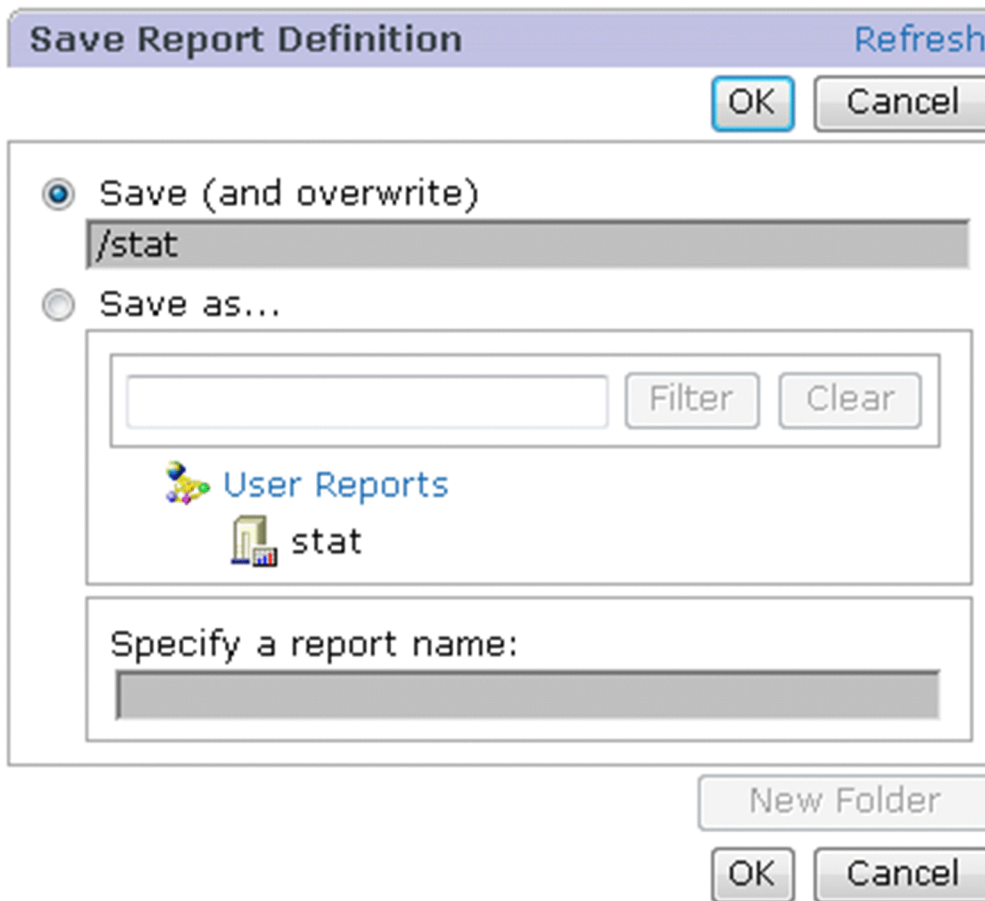 Save Report Definition Refresh
OK Cancel
Save (and overwrite)
/stat
Save as...
Filter Clear
User Reports
stat
Specify a report name:
New Folder
OK Cancel